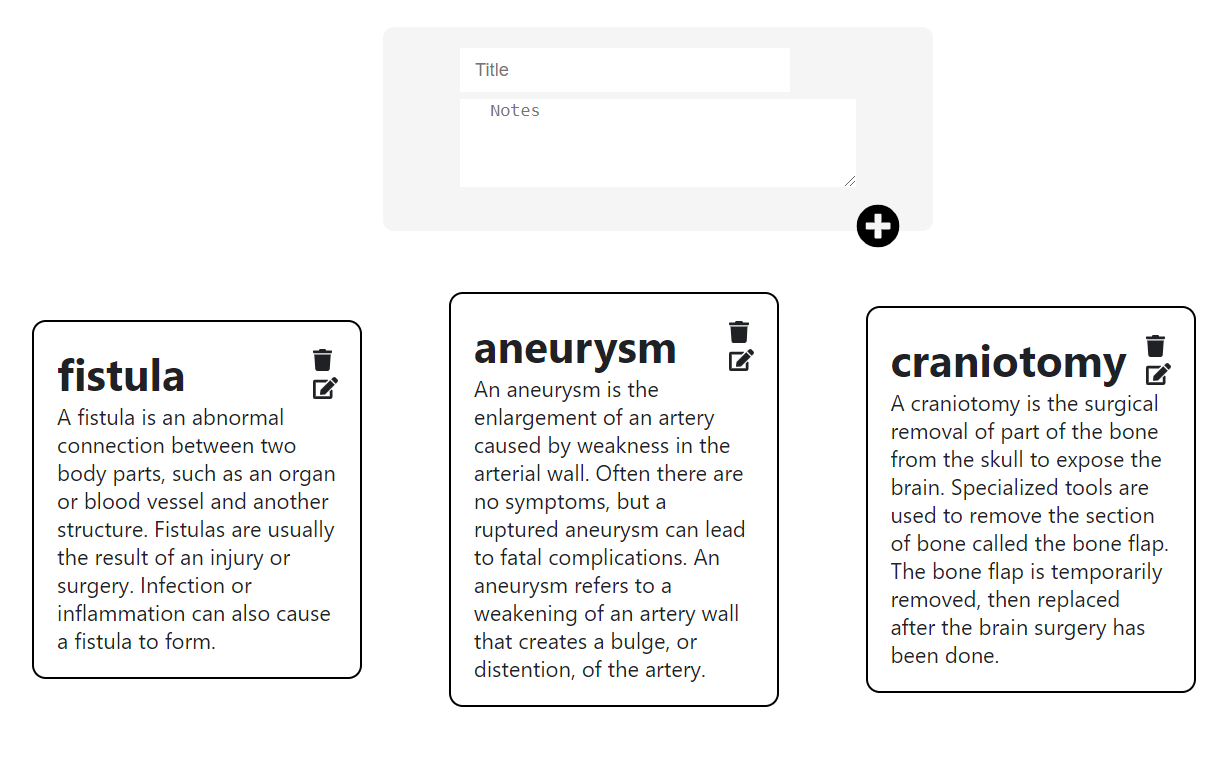 Title
Notes
fistula
A fistula is an abnormal
connection between two
body parts, such as an organ
or blood vessel and another
structure. Fistulas are usually
the result of an injury or
surgery. Infection or
inflammation can also cause
a fistula to form.
aneurysm
An aneurysm is the
enlargement of an artery
caused by weakness in the
arterial wall. Often there are
no symptoms, but a
ruptured aneurysm can lead
to fatal complications. An
aneurysm refers to a
weakening of an artery wall
that creates a bulge, or
distention, of the artery.
craniotomy
A craniotomy is the surgical
removal of part of the bone
from the skull to expose the
brain. Specialized tools are
used to remove the section
of bone called the bone flap.
The bone flap is temporarily
removed, then replaced
after the brain surgery has
been done.